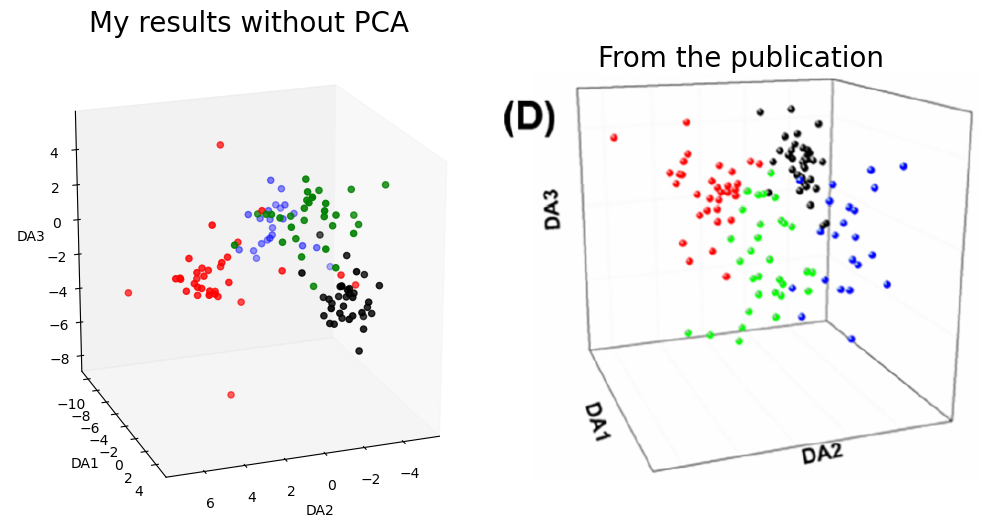 My results without PCA
4
2
0
−2
−4
−6
−8
DA3
−10
−8
−6
−4
−2
0
2
4
DA1
6
4
2
0
−2
−4
DA2
From the publication
(D)
DA3
DA1
DA2